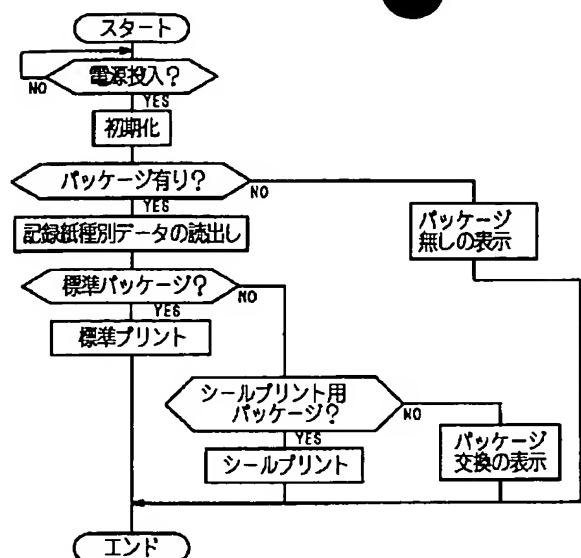 スタート
電源投入?
NO
YES
初期化
パッケージ有り?
NO
YES
記録紙種別データの読出し
パッケージ
無しの表示
標準パッケージ?
NO
YES
標準プリント
シールプリント用
パッケージ?
NO
YES
シールプリント
パッケージ
交換の表示
エンド